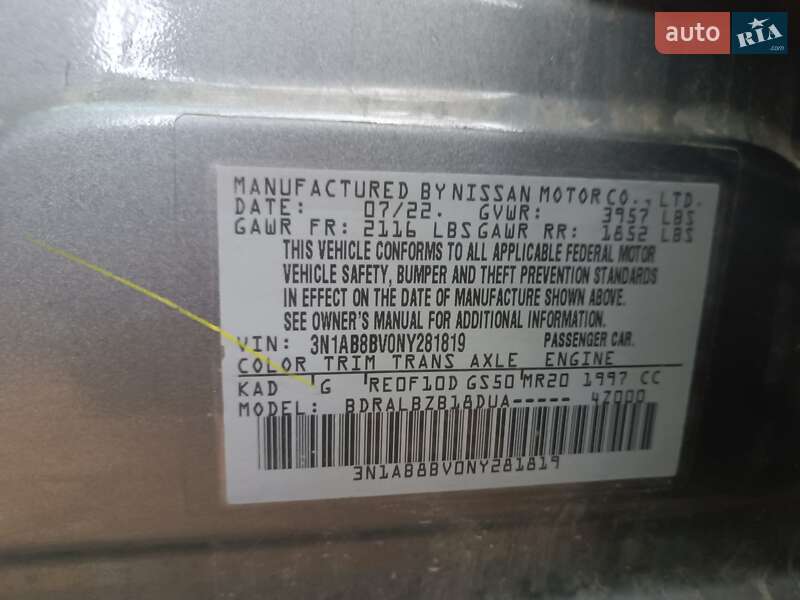 auto RIA .com
MANUFACTURED BY NISSAN MOTOR CO., LTD.
DATE: 07/22. GVWR: 3957 LBS
GAWR FR: 2116 LBS GAWR RR: 1852 LBS
THIS VEHICLE CONFORMS TO ALL APPLICABLE FEDERAL MOTOR
VEHICLE SAFETY, BUMPER AND THEFT PREVENTION STANDARDS
IN EFFECT ON THE DATE OF MANUFACTURE SHOWN ABOVE.
SEE OWNER'S MANUAL FOR ADDITIONAL INFORMATION.
VIN: 3N1AB8BV0NY281819 PASSENGER CAR.
COLOR TRIM TRANS AXLE ENGINE
KAD G RE0F10D GS50 MR20 1997 CC
MODEL: BDRALBZB18DUA----- 4Z000
3N1AB8BV0NY281819